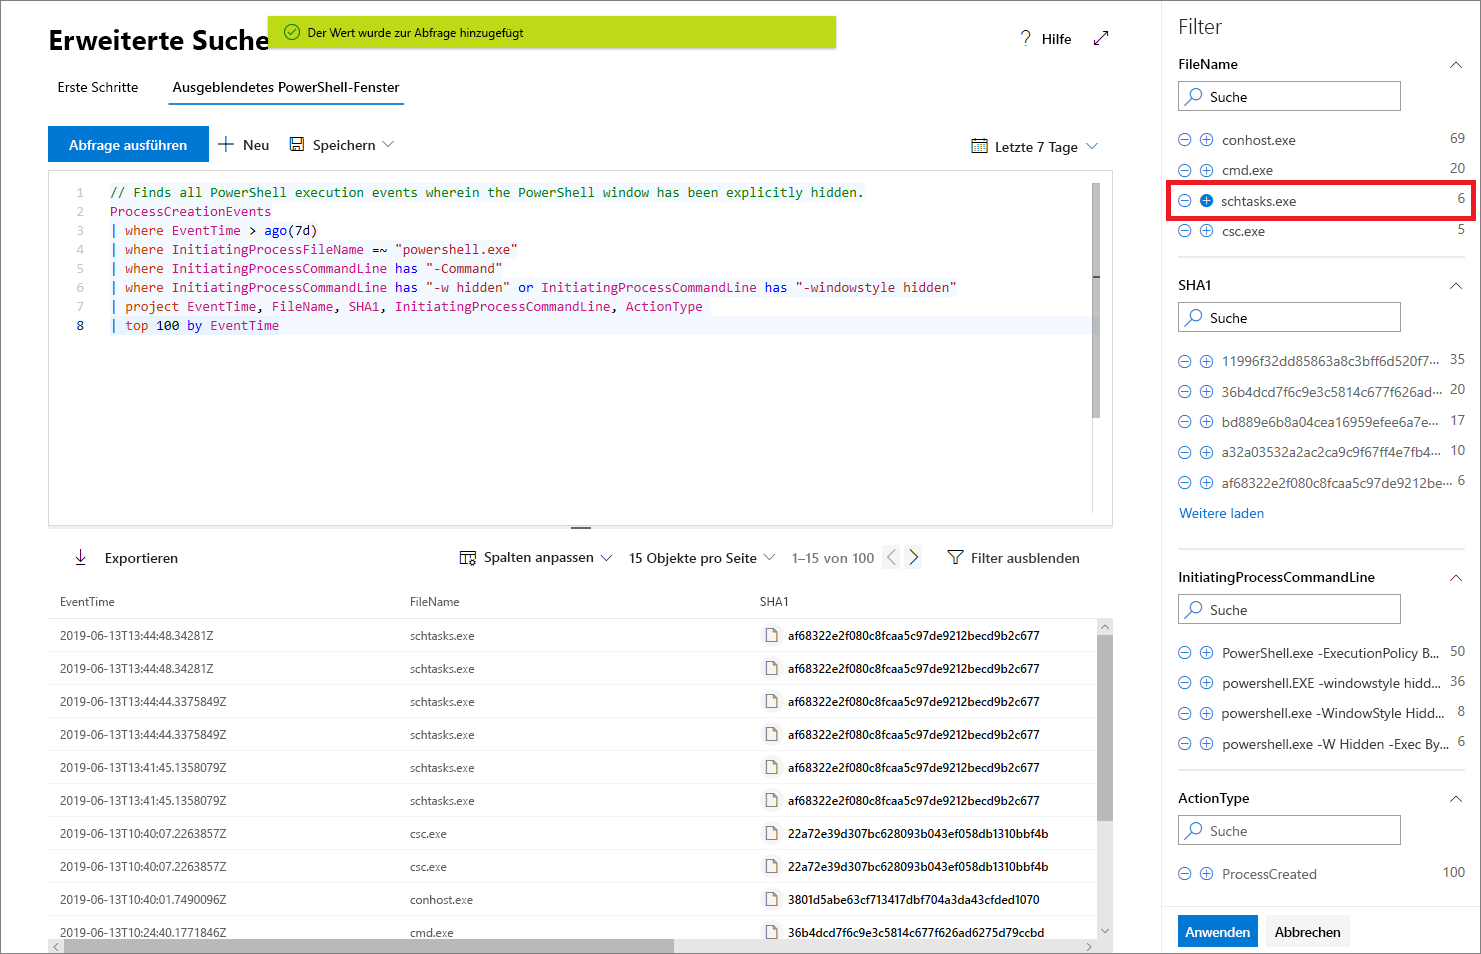 Erweiterte Suche
Der Wert wurde zur Abfrage hinzugefügt
? Hilfe
Erste Schritte
Ausgeblendetes PowerShell-Fenster
Abfrage ausführen
Neu
Speichern
Letzte 7 Tage
1 // Finds all PowerShell execution events wherein the PowerShell window has been explicitly hidden.
2 ProcessCreationEvents
3 | where EventTime > ago(7d)
4 | where InitiatingProcessFileName =~ "powershell.exe"
5 | where InitiatingProcessCommandLine has "-Command"
6 | where InitiatingProcessCommandLine has "-w hidden" or InitiatingProcessCommandLine has "-windowstyle hidden"
7 | project EventTime, FileName, SHA1, InitiatingProcessCommandLine, ActionType
8 | top 100 by EventTime
Exportieren
Spalten anpassen
15 Objekte pro Seite
1–15 von 100
Filter ausblenden
EventTime FileName SHA1
2019-06-13T13:44:48.34281Z schtasks.exe af68322e2f080c8fcaa5c97de9212becd9b2c677
2019-06-13T13:44:48.34281Z schtasks.exe af68322e2f080c8fcaa5c97de9212becd9b2c677
2019-06-13T13:44:44.3375849Z schtasks.exe af68322e2f080c8fcaa5c97de9212becd9b2c677
2019-06-13T13:44:44.3375849Z schtasks.exe af68322e2f080c8fcaa5c97de9212becd9b2c677
2019-06-13T13:41:45.1358079Z schtasks.exe af68322e2f080c8fcaa5c97de9212becd9b2c677
2019-06-13T13:41:45.1358079Z schtasks.exe af68322e2f080c8fcaa5c97de9212becd9b2c677
2019-06-13T10:40:07.2263857Z csc.exe 22a72e39d307bc628093b043ef058db1310bbf4b
2019-06-13T10:40:07.2263857Z csc.exe 22a72e39d307bc628093b043ef058db1310bbf4b
2019-06-13T10:40:01.7490096Z conhost.exe 3801d5abe63cf713417dbf704a3da43cfded1070
2019-06-13T10:24:40.1771846Z cmd.exe 36b4dcd7f6c9e3c5814c677f626ad6275d79ccbd
Filter
FileName
Suche
conhost.exe 69
cmd.exe 20
schtasks.exe 6
csc.exe 5
SHA1
Suche
11996f32dd85863a8c3bff6d520f7... 35
36b4dcd7f6c9e3c5814c677f626ad... 20
bd889e6b8a04cea16959efee6a7e... 17
a32a03532a2ac2ca9c9f67ff4e7fb4... 10
af68322e2f080c8fcaa5c97de9212be... 6
Weitere laden
InitiatingProcessCommandLine
Suche
PowerShell.exe -ExecutionPolicy B... 50
powershell.EXE -windowstyle hidd... 36
powershell.exe -WindowStyle Hidd... 8
powershell.exe -W Hidden -Exec By... 6
ActionType
Suche
ProcessCreated 100
Anwenden
Abbrechen